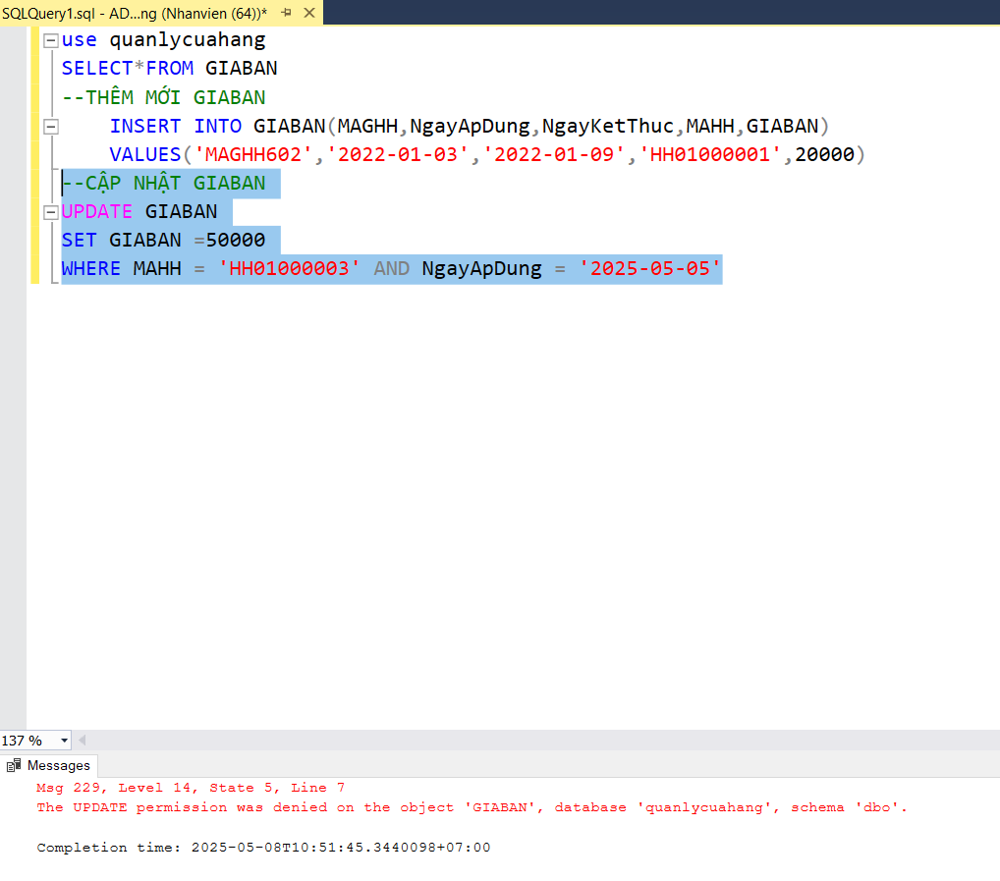 SQLQuery1.sql - AD...ng (Nhanvien (64))*
use quanlycuahang
SELECT*FROM GIABAN
--THÊM MỚI GIABAN
INSERT INTO GIABAN(MAGHH,NgayApDung,NgayKetThuc,MAHH,GIABAN)
VALUES('MAGHH602','2022-01-03','2022-01-09','HH01000001',20000)
--CẬP NHẬT GIABAN
UPDATE GIABAN
SET GIABAN =50000
WHERE MAHH = 'HH01000003' AND NgayApDung = '2025-05-05'
137 %
Messages
Msg 229, Level 14, State 5, Line 7
The UPDATE permission was denied on the object 'GIABAN', database 'quanlycuahang', schema 'dbo'.
Completion time: 2025-05-08T10:51:45.3440098+07:00